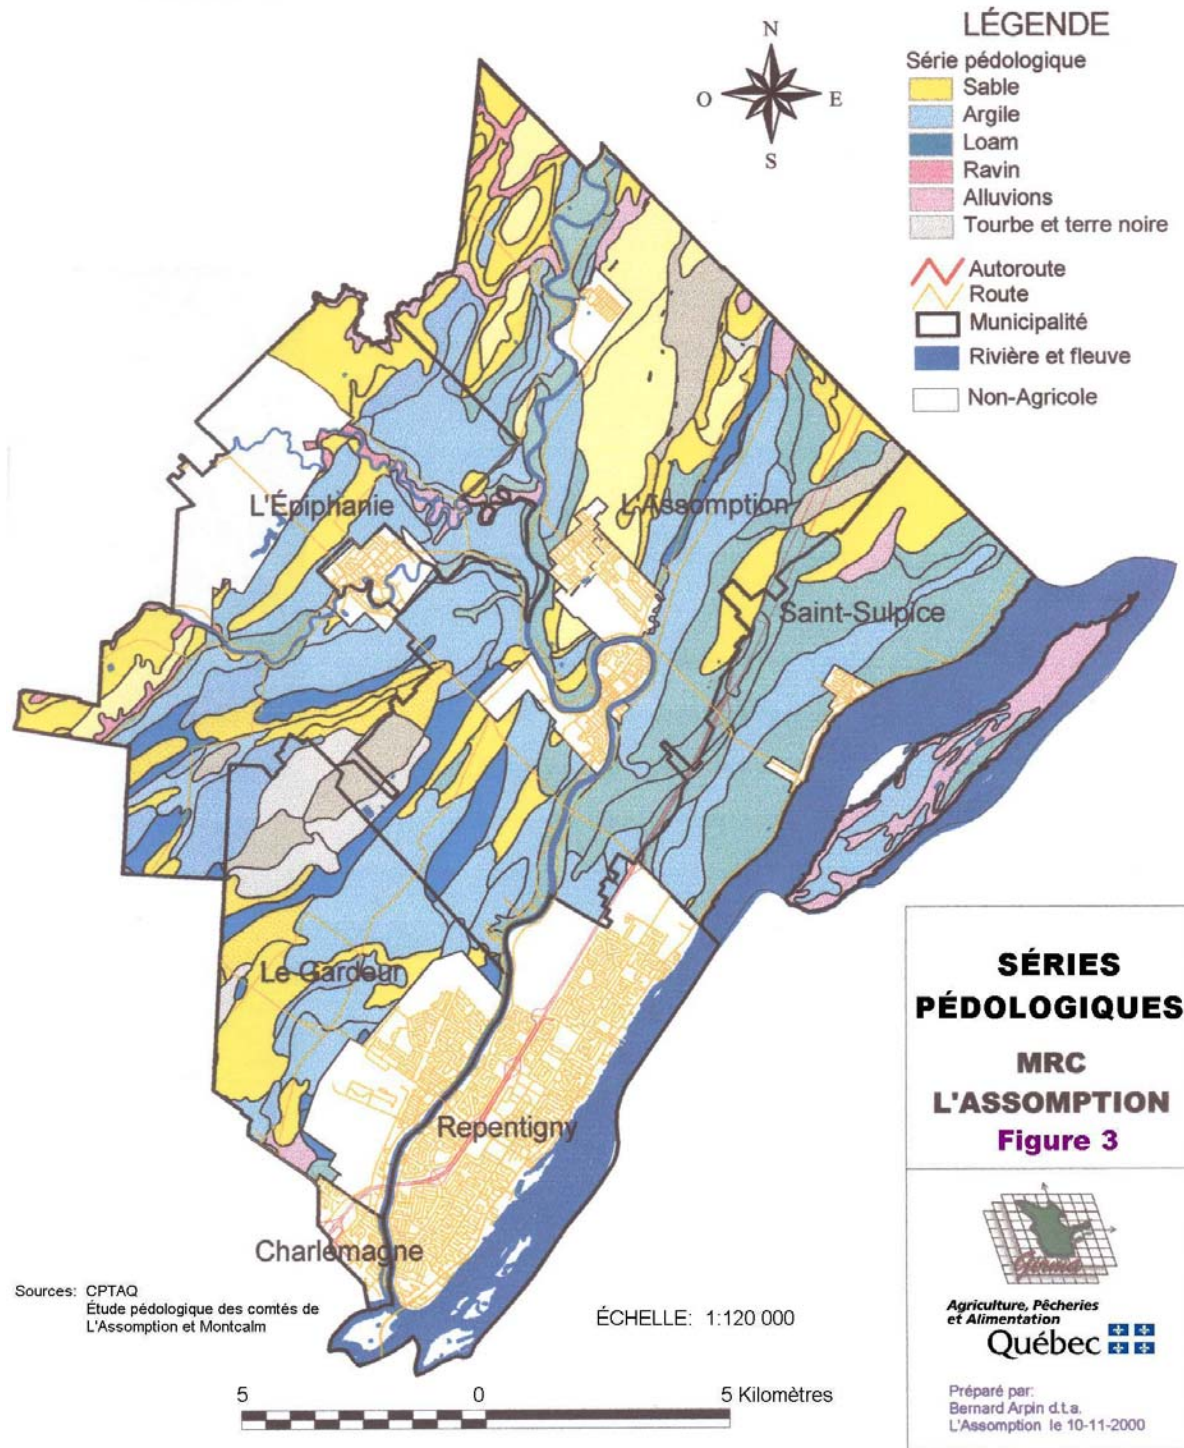 LÉGENDE
Série pédologique
Sable
Argile
Loam
Ravin
Alluvions
Tourbe et terre noire
Autoroute
Route
Municipalité
Rivière et fleuve
Non-Agricole
N
O
E
S
L'Épiphanie
L'Assomption
Saint-Sulpice
Le Gardeur
Repentigny
Charlemagne
SÉRIES
PÉDOLOGIQUES
MRC
L'ASSOMPTION
Figure 3
Agriculture, Pêcheries
et Alimentation
Québec
Préparé par:
Bernard Arpin d.t.a.
L'Assomption le 10-11-2000
Sources: CPTAQ
Étude pédologique des comtés de
L'Assomption et Montcalm
ÉCHELLE: 1:120 000
5 0 5 Kilomètres